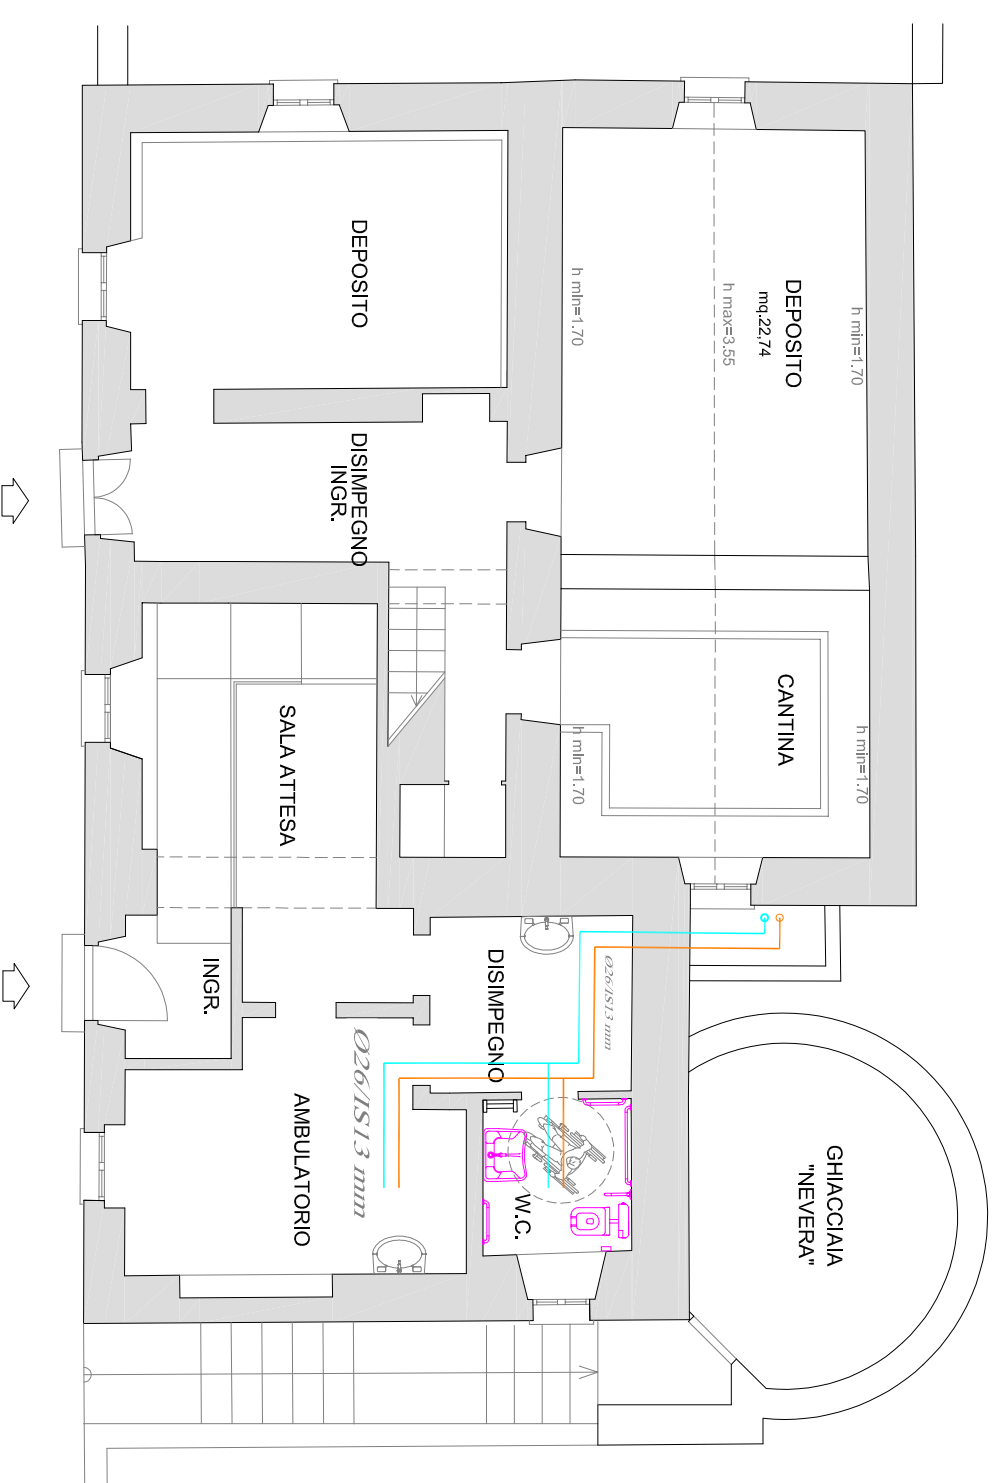 h min=1.70
DEPOSITO
mq.22,74
h max=3.55
h min=1.70
DEPOSITO
DISIMPEGNO
INGR.
CANTINA
h min=1.70
h min=1.70
SALA ATTESA
INGR.
DISIMPEGNO
Ø26/IS13 mm
Ø26/IS13 mm
AMBULATORIO
W.C.
GHIACCIAIA
"NEVERA"